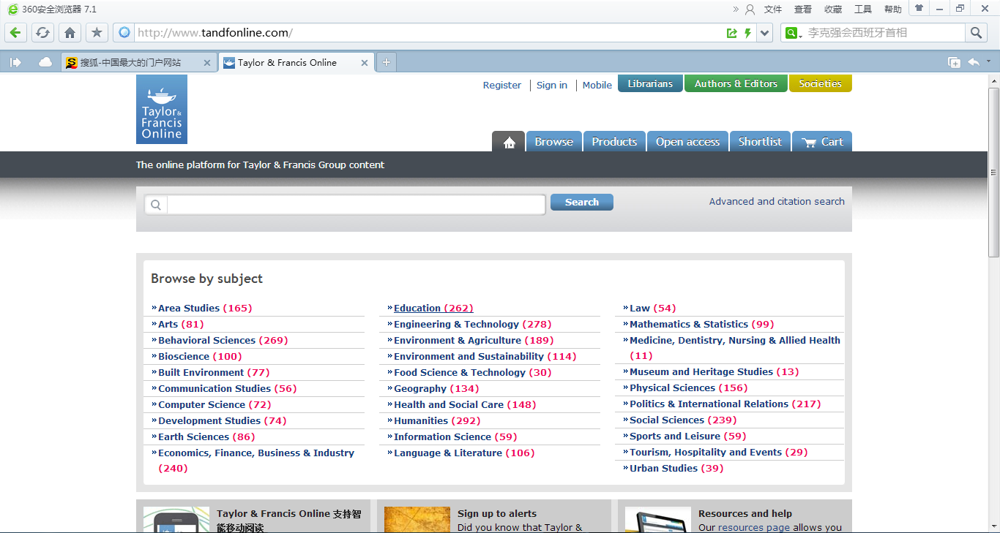 360安全浏览器 7.1
» 文件 查看 收藏 工具 帮助
http://www.tandfonline.com/
李克强会西班牙首相
搜狐-中国最大的门户网站
Taylor & Francis Online
Taylor &
Francis
Online
Register
Sign in
Mobile
Librarians
Authors & Editors
Societies
Browse
Products
Open access
Shortlist
Cart
The online platform for Taylor & Francis Group content
Search
Advanced and citation search
Browse by subject
» Area Studies (165)
» Arts (81)
» Behavioral Sciences (269)
» Bioscience (100)
» Built Environment (77)
» Communication Studies (56)
» Computer Science (72)
» Development Studies (74)
» Earth Sciences (86)
» Economics, Finance, Business & Industry
(240)
» Education (262)
» Engineering & Technology (278)
» Environment & Agriculture (189)
» Environment and Sustainability (114)
» Food Science & Technology (30)
» Geography (134)
» Health and Social Care (148)
» Humanities (292)
» Information Science (59)
» Language & Literature (106)
» Law (54)
» Mathematics & Statistics (99)
» Medicine, Dentistry, Nursing & Allied Health
(11)
» Museum and Heritage Studies (13)
» Physical Sciences (156)
» Politics & International Relations (217)
» Social Sciences (239)
» Sports and Leisure (59)
» Tourism, Hospitality and Events (29)
» Urban Studies (39)
Taylor & Francis Online 支持智
能移动阅读
Sign up to alerts
Did you know that Taylor &
Resources and help
Our resources page allows you